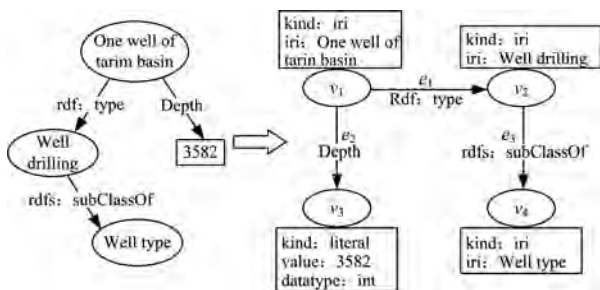 One well of
tarim basin
rdf: type
Depth
Well
drilling
3582
rdfs: subClassOf
Well type
kind: iri
iri: One well of
tarim basin
v1
e1
Rdf: type
kind: iri
iri: Well drilling
v2
e2
Depth
e3
rdfs: subClassOf
v3
kind: literal
value: 3582
datatype: int
v4
kind: iri
iri: Well type